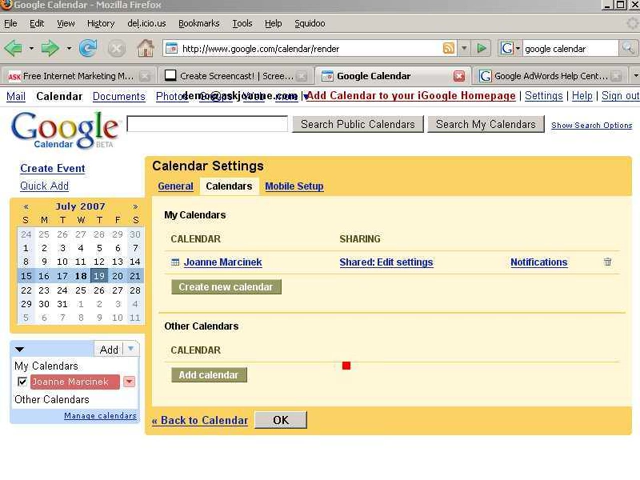 Google Calendar - Mozilla Firefox
File Edit View History del.icio.us Bookmarks Tools Help Squidoo
http://www.google.com/calendar/render google calendar
ASK Free Internet Marketing M... Create Screencast! | Scree... Google Calendar Google AdWords Help Cent...
Mail Calendar Documents | Add Calendar to your iGoogle Homepage | Settings | Help | Sign out
Google Calendar BETA Search Public Calendars Search My Calendars Show Search Options
Create Event
Quick Add
« July 2007 »
S M T W T F S
24 25 26 27 28 29 30
1 2 3 4 5 6 7
8 9 10 11 12 13 14
15 16 17 18 19 20 21
22 23 24 25 26 27 28
29 30 31 1 2 3 4
5 6 7 8 9 10 11
Add
My Calendars
Joanne Marcinek
Other Calendars
Manage calendars
Calendar Settings
General Calendars Mobile Setup
My Calendars
CALENDAR SHARING
Joanne Marcinek Shared: Edit settings Notifications
Create new calendar
Other Calendars
CALENDAR
Add calendar
« Back to Calendar OK